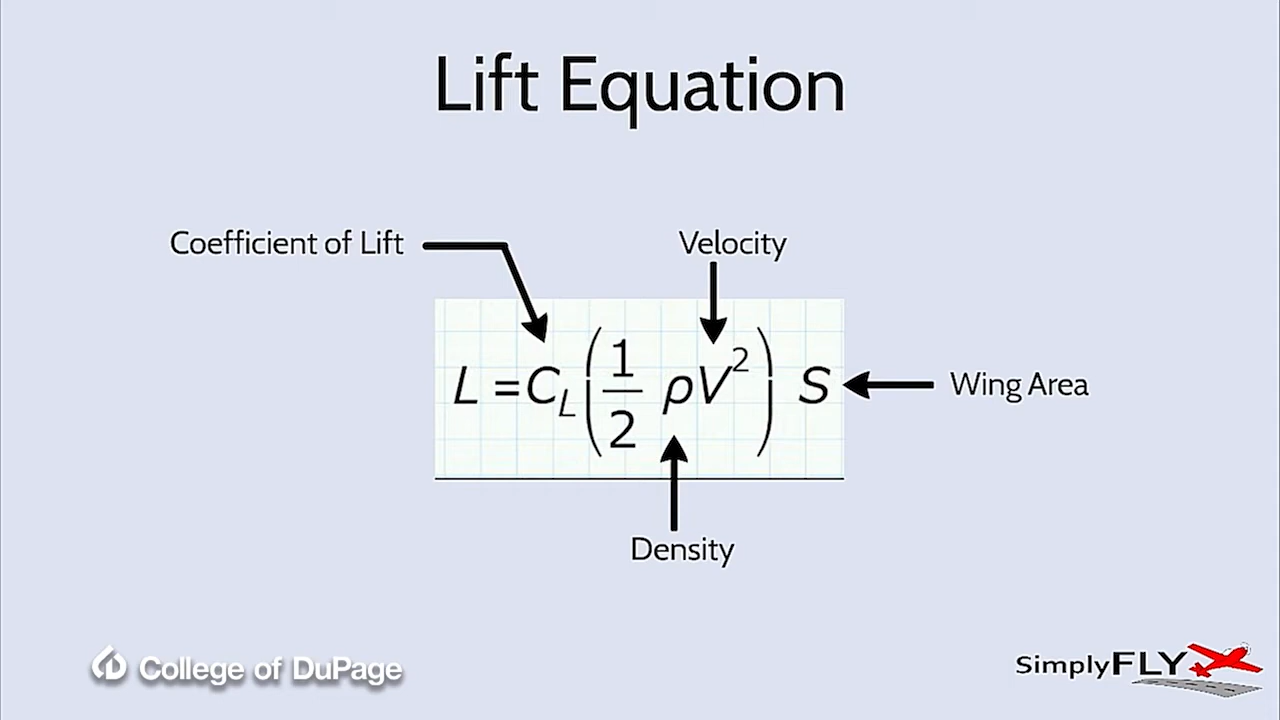 Lift Equation
Coefficient of Lift
Velocity
L = C_L (1/2 ρV²) S
Wing Area
Density
College of DuPage
SimplyFLY